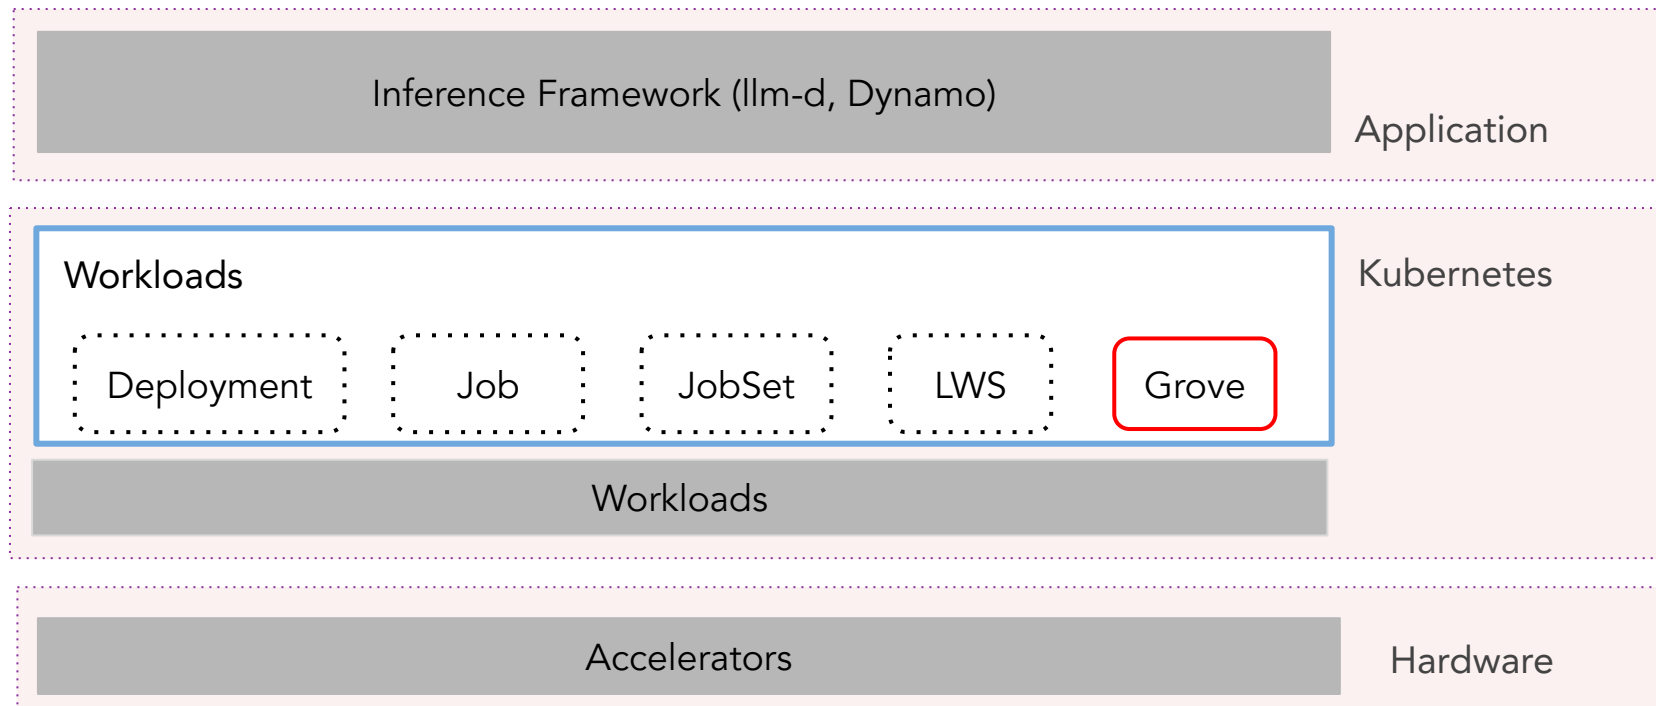 Inference Framework (llm-d, Dynamo)
Application
Workloads
Kubernetes
Deployment
Job
JobSet
LWS
Grove
Workloads
Accelerators
Hardware